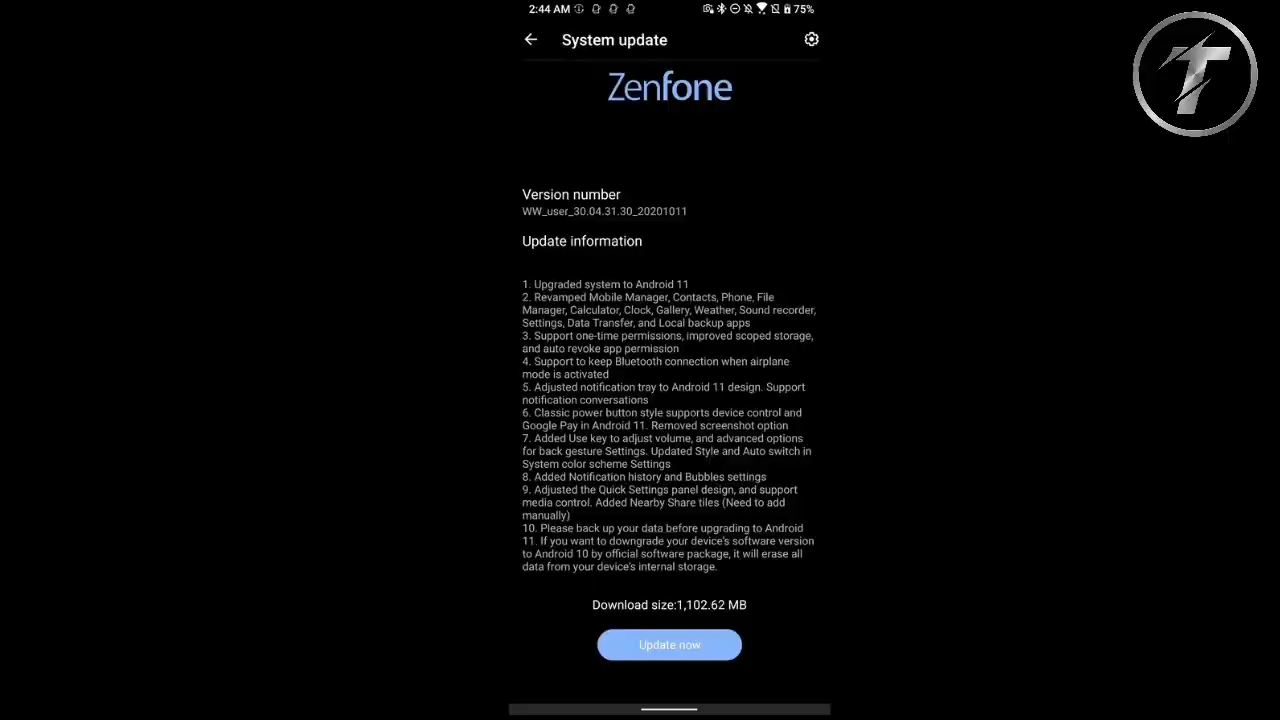 2:44 AM 75%
System update
T
Zenfone
Version number
WW_user_30.04.31.30_20201011
Update information
1. Upgraded system to Android 11
2. Revamped Mobile Manager, Contacts, Phone, File
Manager, Calculator, Clock, Gallery, Weather, Sound recorder,
Settings, Data Transfer, and Local backup apps
3. Support one-time permissions, improved scoped storage,
and auto revoke app permission
4. Support to keep Bluetooth connection when airplane
mode is activated
5. Adjusted notification tray to Android 11 design. Support
notification conversations
6. Classic power button style supports device control and
Google Pay in Android 11. Removed screenshot option
7. Added Use key to adjust volume, and advanced options
for back gesture Settings. Updated Style and Auto switch in
System color scheme Settings
8. Added Notification history and Bubbles settings
9. Adjusted the Quick Settings panel design, and support
media control. Added Nearby Share tiles (Need to add
manually)
10. Please back up your data before upgrading to Android
11. If you want to downgrade your device's software version
to Android 10 by official software package, it will erase all
data from your device's internal storage.
Download size:1,102.62 MB
Update now